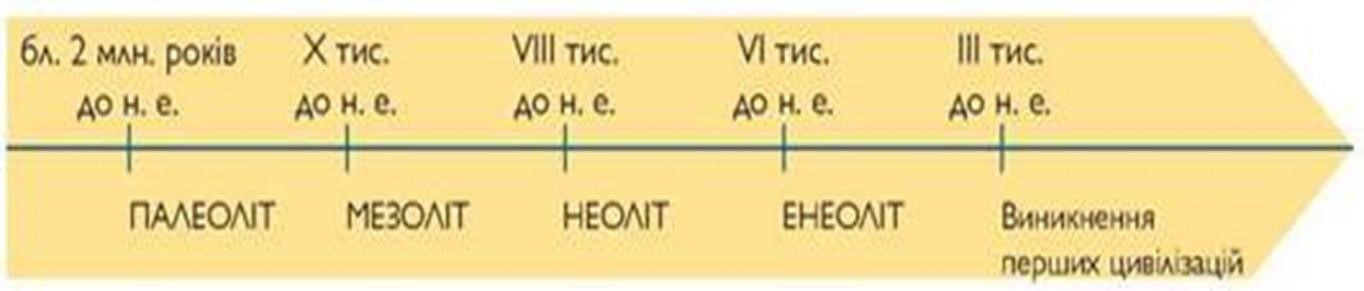 бл. 2 млн. років
до н. е.
X тис.
до н. е.
VIII тис.
до н. е.
VI тис.
до н. е.
III тис.
до н. е.
ПАЛЕОЛІТ
МЕЗОЛІТ
НЕОЛІТ
ЕНЕОЛІТ
Виникнення
перших цивілізацій